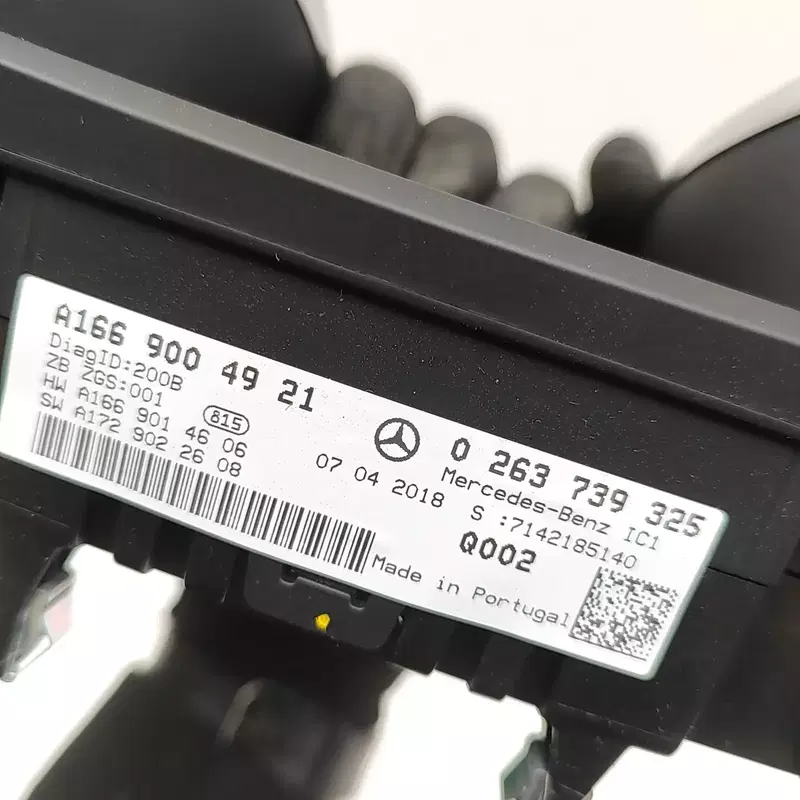 A166 900 49 21
DiagID:200B
ZB ZGS:001
HW A166 901 46 06
SW A172 902 26 08
815
07 04 2018
0 263 739 325
Mercedes-Benz IC1
S :7142185140
Q002
Made in Portugal